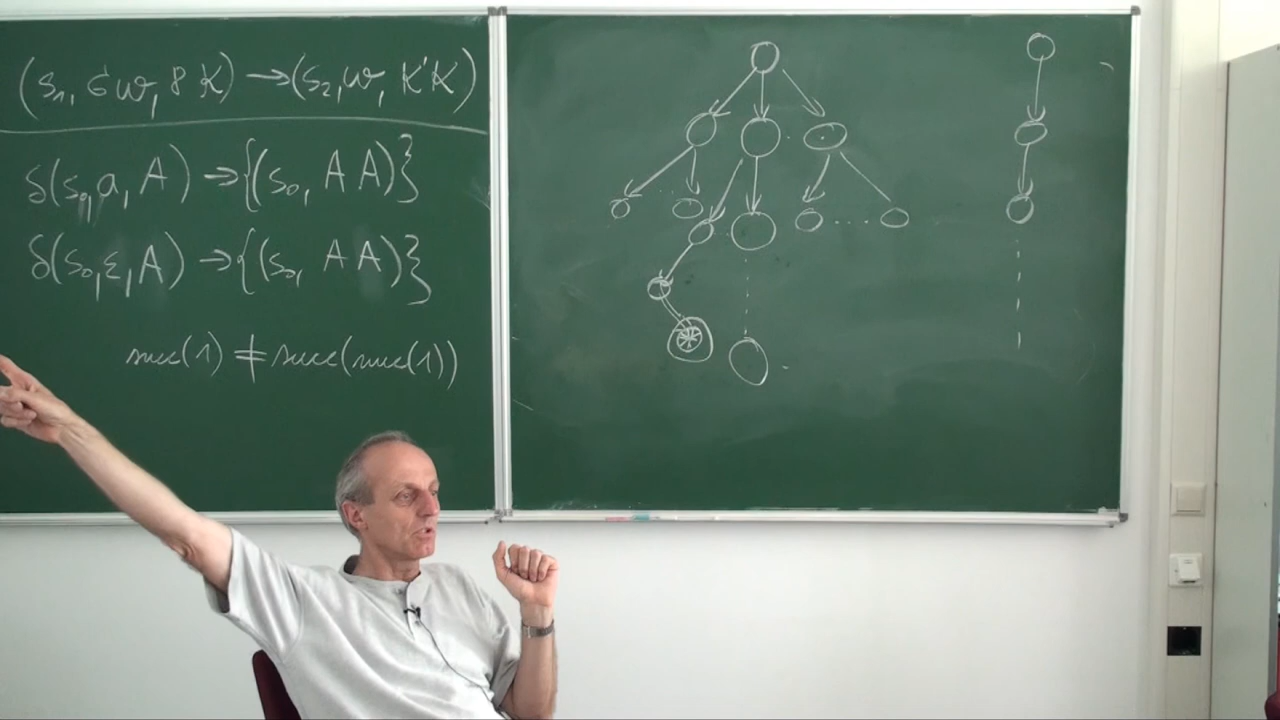 (s₁, σw, γK) → (s₂, w, K'K)
δ(s₀, a, A) → {(s₀, AA)}
δ(s₀, ε, A) → {(s₀, AA)}
succ(1) ≠ succ(succ(1))